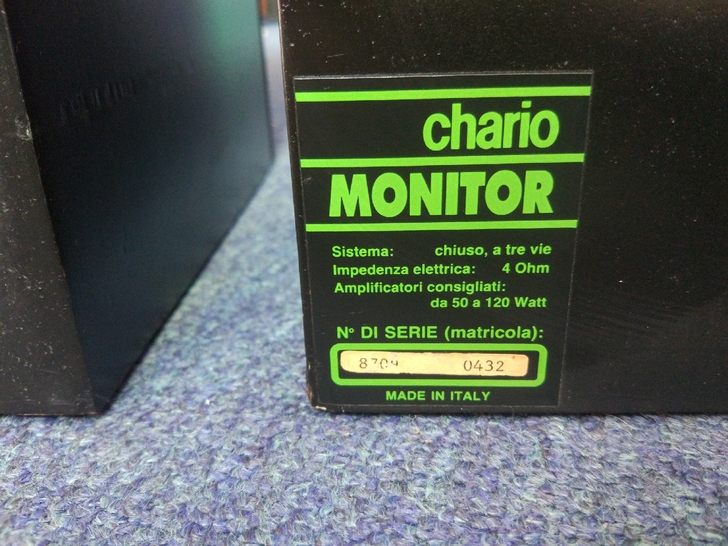 chario
MONITOR
Sistema: chiuso, a tre vie
Impedenza elettrica: 4 Ohm
Amplificatori consigliati:
da 50 a 120 Watt
N° DI SERIE (matricola):
0432
MADE IN ITALY